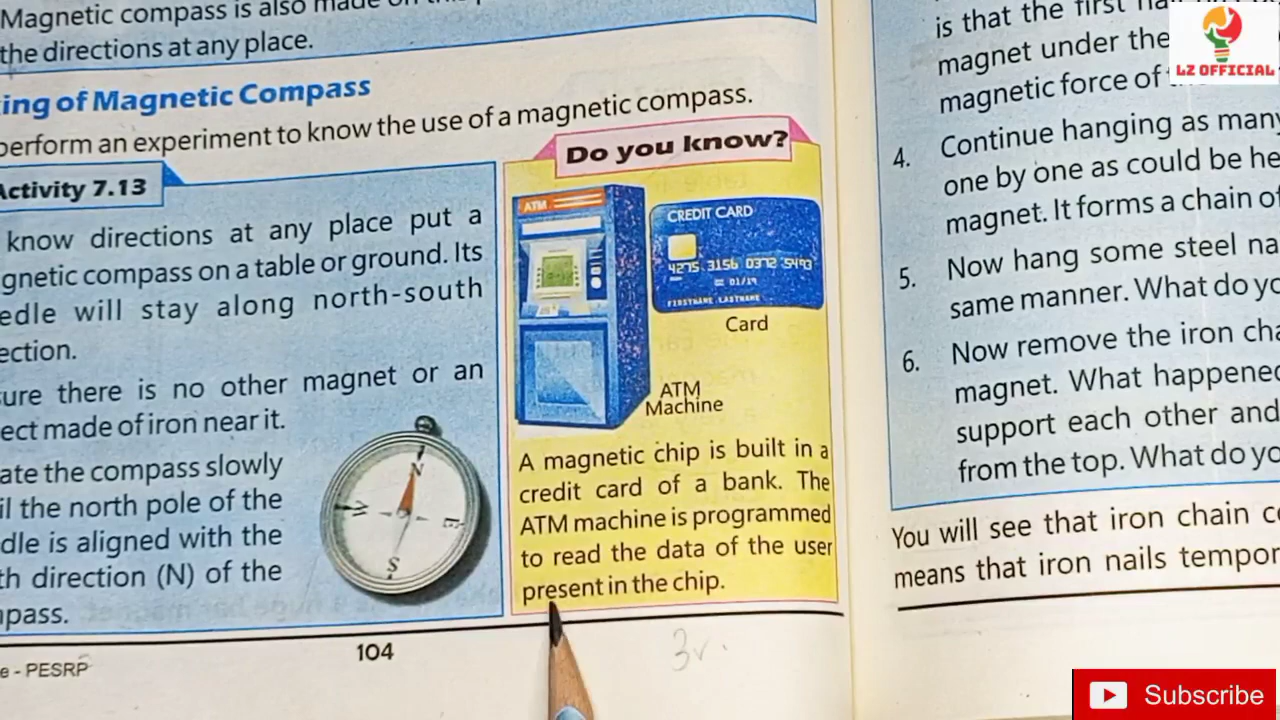 Magnetic compass is also made on this
the directions at any place.
ing of Magnetic Compass
perform an experiment to know the use of a magnetic compass.
Activity 7.13
know directions at any place put a
gnetic compass on a table or ground. Its
edle will stay along north-south
ection.
ure there is no other magnet or an
ect made of iron near it.
ate the compass slowly
il the north pole of the
dle is aligned with the
th direction (N) of the
pass.
N
W
E
S
Do you know?
ATM
CREDIT CARD
4275 3156 0372 5493
01/19
FIRSTNAME LASTNAME
Card
ATM
Machine
A magnetic chip is built in a
credit card of a bank. The
ATM machine is programmed
to read the data of the user
present in the chip.
104
e - PESRP
3
is that the first
magnet under the
magnetic force of
4. Continue hanging as many
one by one as could be he
magnet. It forms a chain of
5. Now hang some steel na
same manner. What do yo
6. Now remove the iron cha
magnet. What happened
support each other and
from the top. What do yo
You will see that iron chain c
means that iron nails tempor
LZ OFFICIAL
Subscribe